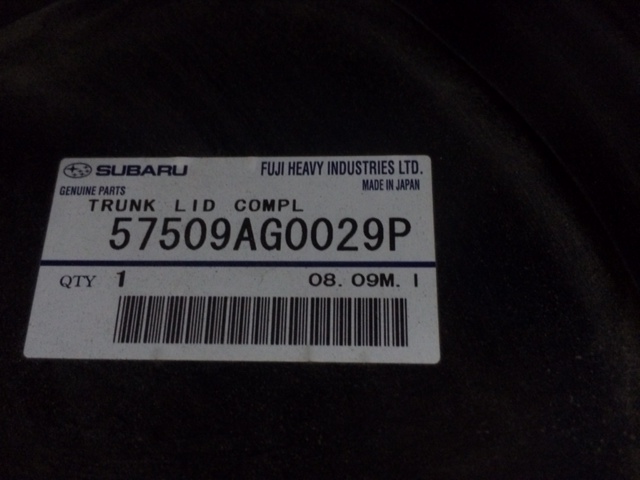 SUBARU FUJI HEAVY INDUSTRIES LTD.
GENUINE PARTS MADE IN JAPAN
TRUNK LID COMPL
57509AG0029P
QTY 1 08. 09M. I